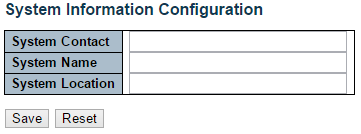 System Information Configuration
System Contact
System Name
System Location
Save Reset